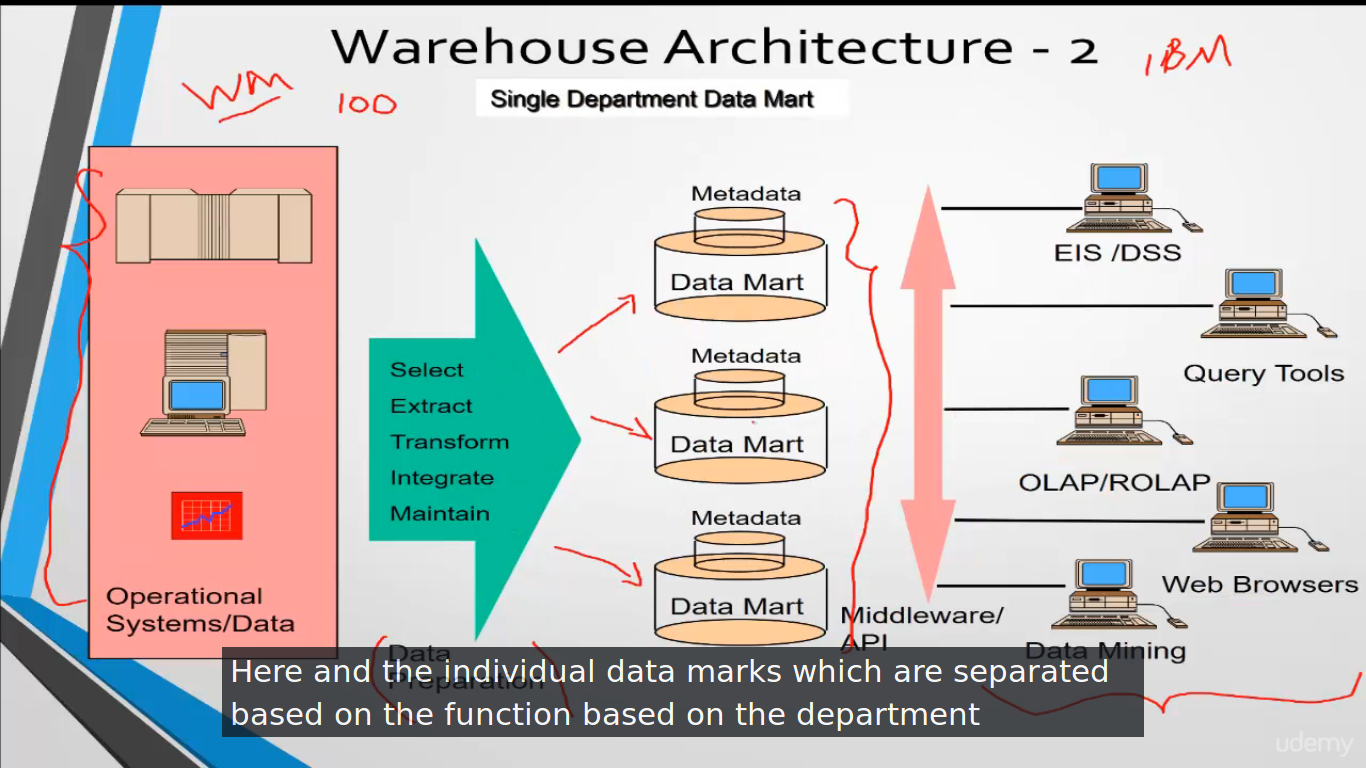 Warehouse Architecture - 2
IBM
WM
100
Single Department Data Mart
Metadata
Data Mart
Metadata
Data Mart
Metadata
Data Mart
Select
Extract
Transform
Integrate
Maintain
Operational
Systems/Data
Data
Preparation
Middleware/
API
EIS /DSS
Query Tools
OLAP/ROLAP
Web Browsers
Data Mining
Here and the individual data marks which are separated
based on the function based on the department
udemy